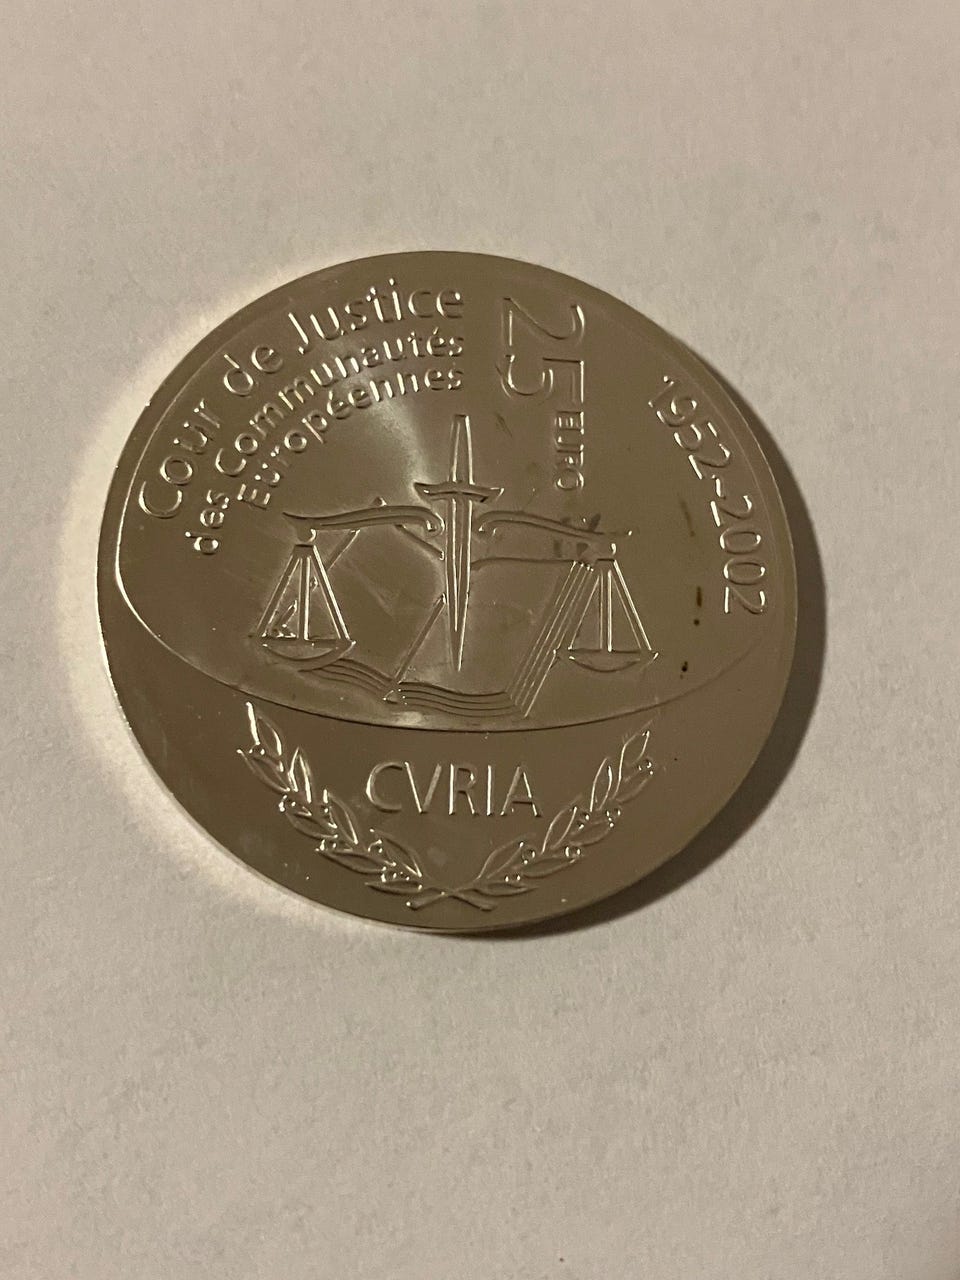 Cour de Justice
des Communautés
Européennes
25 EURO
1952-2002
CVRIA